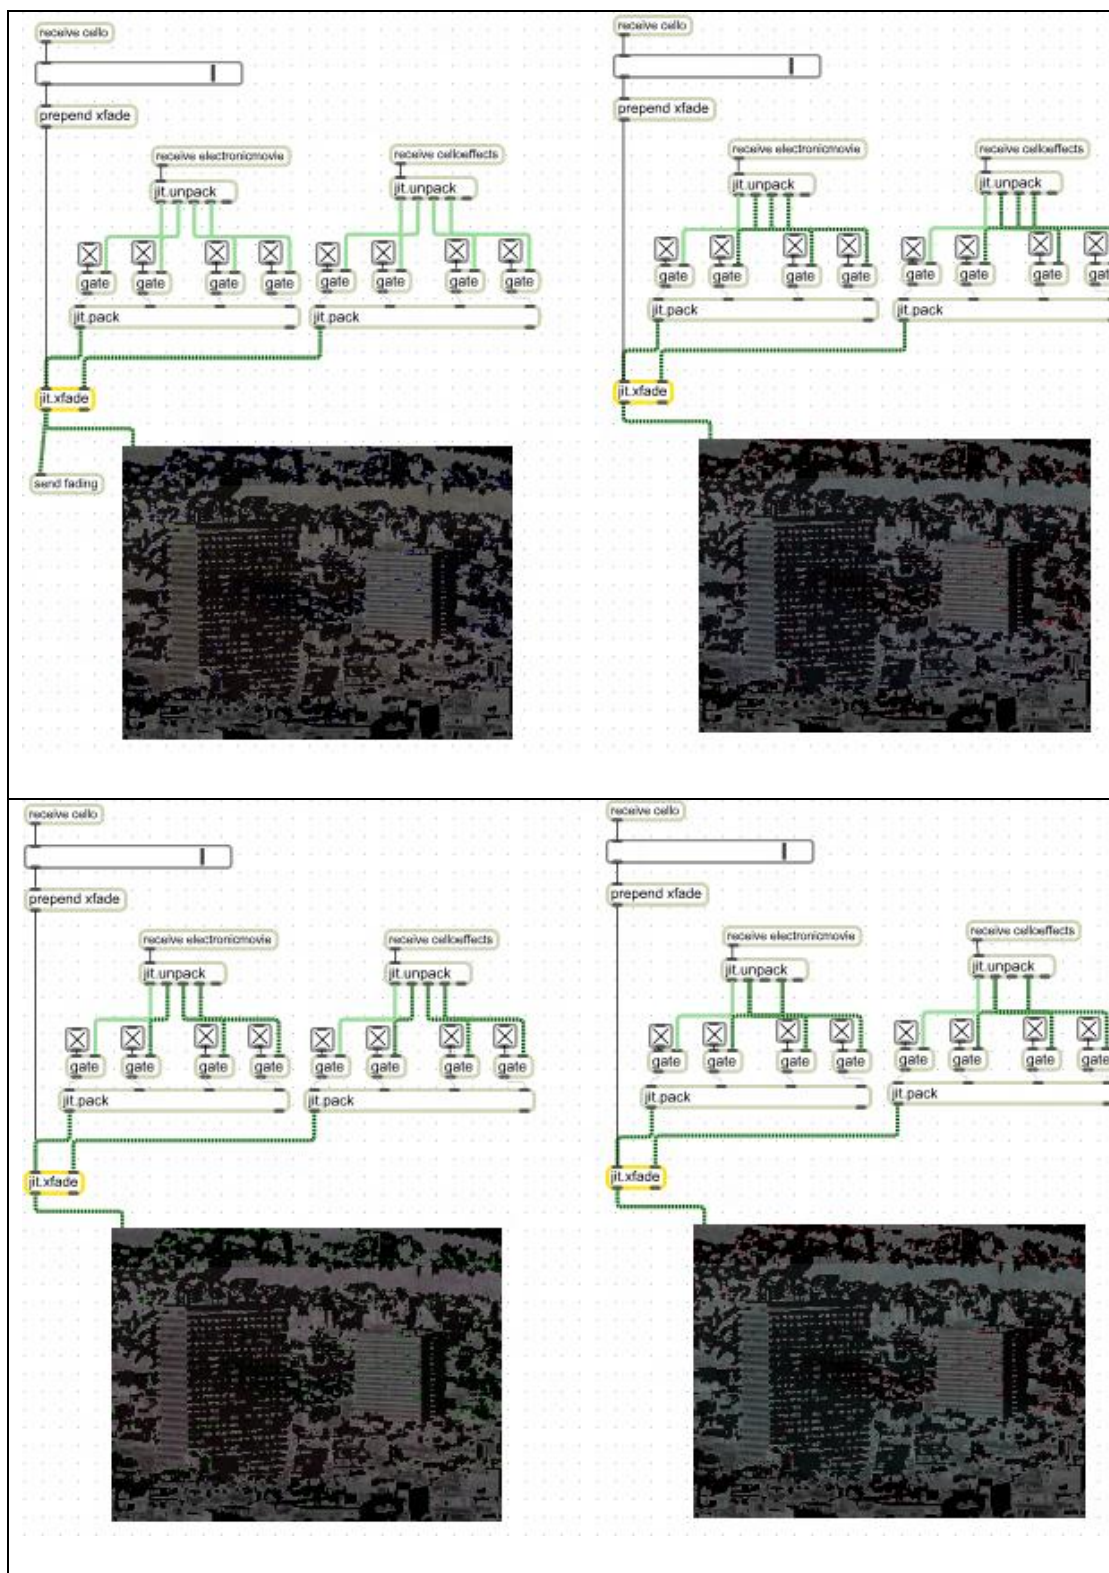 receive cello
prepend xfade
receive electronicmovie
receive celloeffects
jit.unpack
jit.unpack
gate gate gate gate gate gate gate gate
jit.pack
jit.pack
jit.xfade
send fading
receive cello
prepend xfade
receive electronicmovie
receive celloeffects
jit.unpack
jit.unpack
gate gate gate gate gate gate gate gate
jit.pack
jit.pack
jit.xfade
receive cello
prepend xfade
receive electronicmovie
receive celloeffects
jit.unpack
jit.unpack
gate gate gate gate gate gate gate gate
jit.pack
jit.pack
jit.xfade
receive cello
prepend xfade
receive electronicmovie
receive celloeffects
jit.unpack
jit.unpack
gate gate gate gate gate gate gate gate
jit.pack
jit.pack
jit.xfade